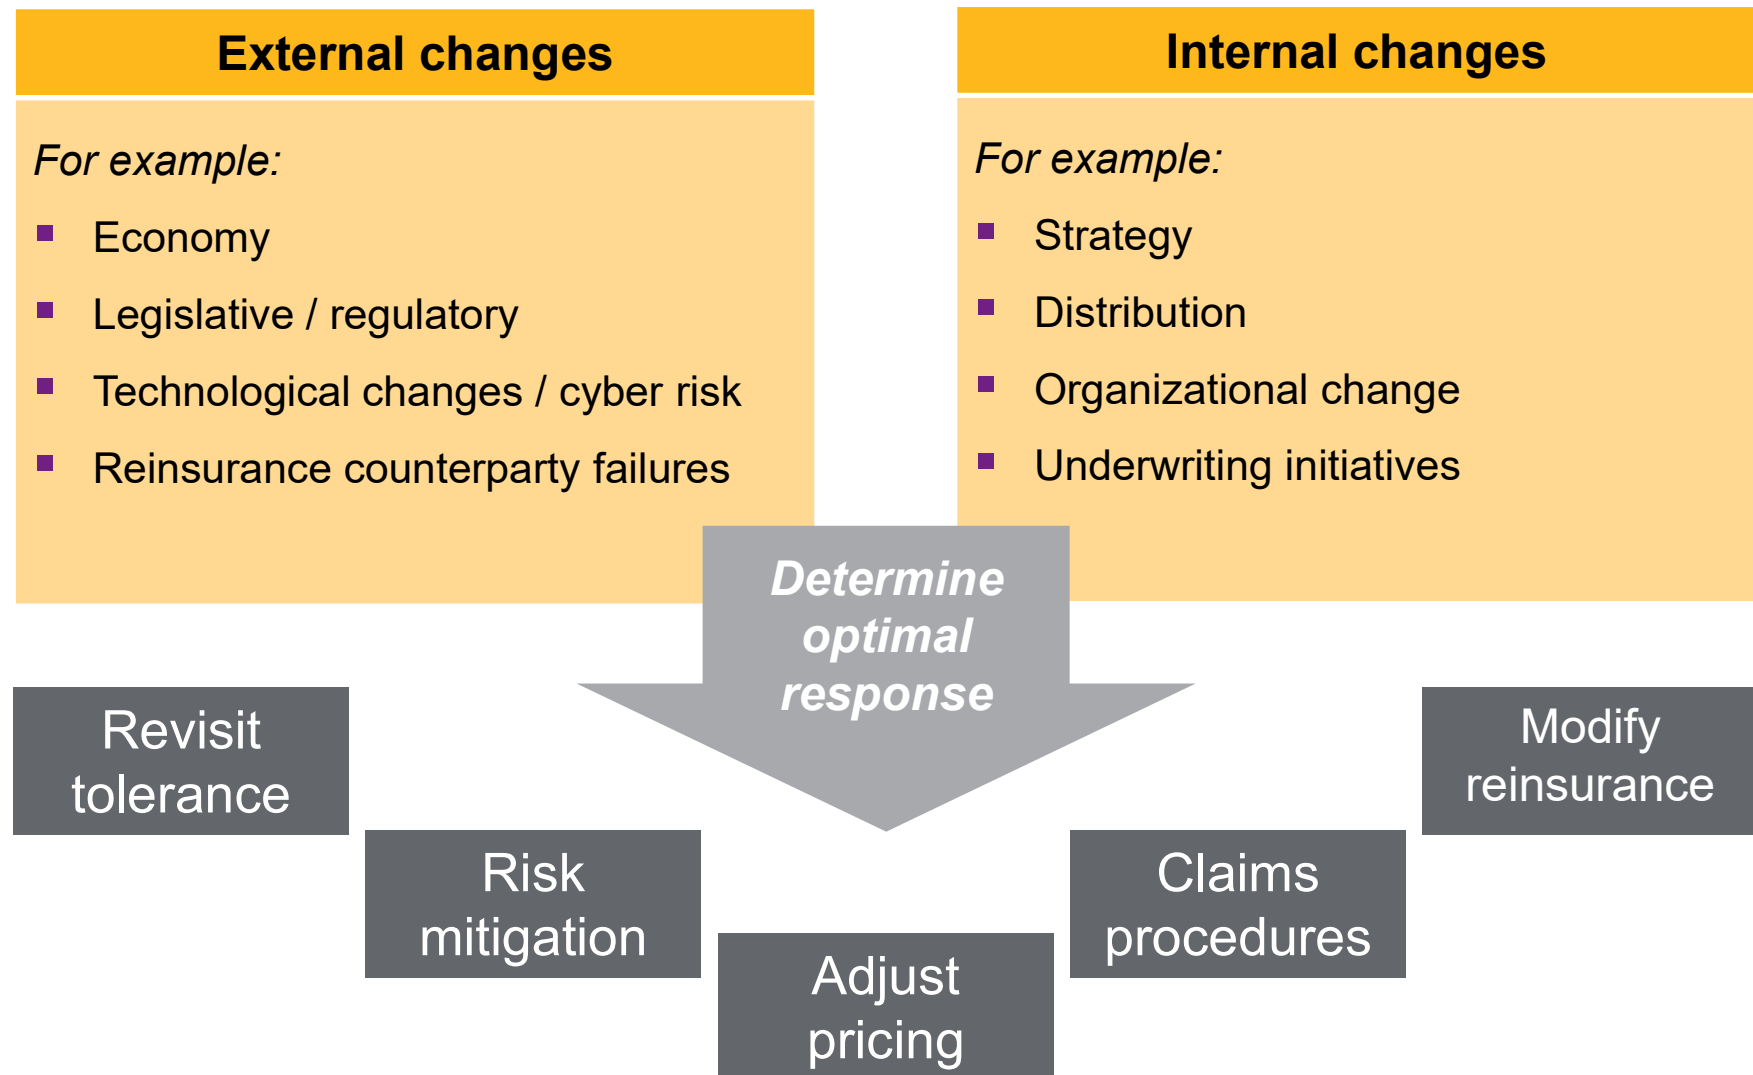 External changes
For example:
Economy
Legislative / regulatory
Technological changes / cyber risk
Reinsurance counterparty failures
Internal changes
For example:
Strategy
Distribution
Organizational change
Underwriting initiatives
Determine
optimal
response
Revisit
tolerance
Risk
mitigation
Adjust
pricing
Claims
procedures
Modify
reinsurance